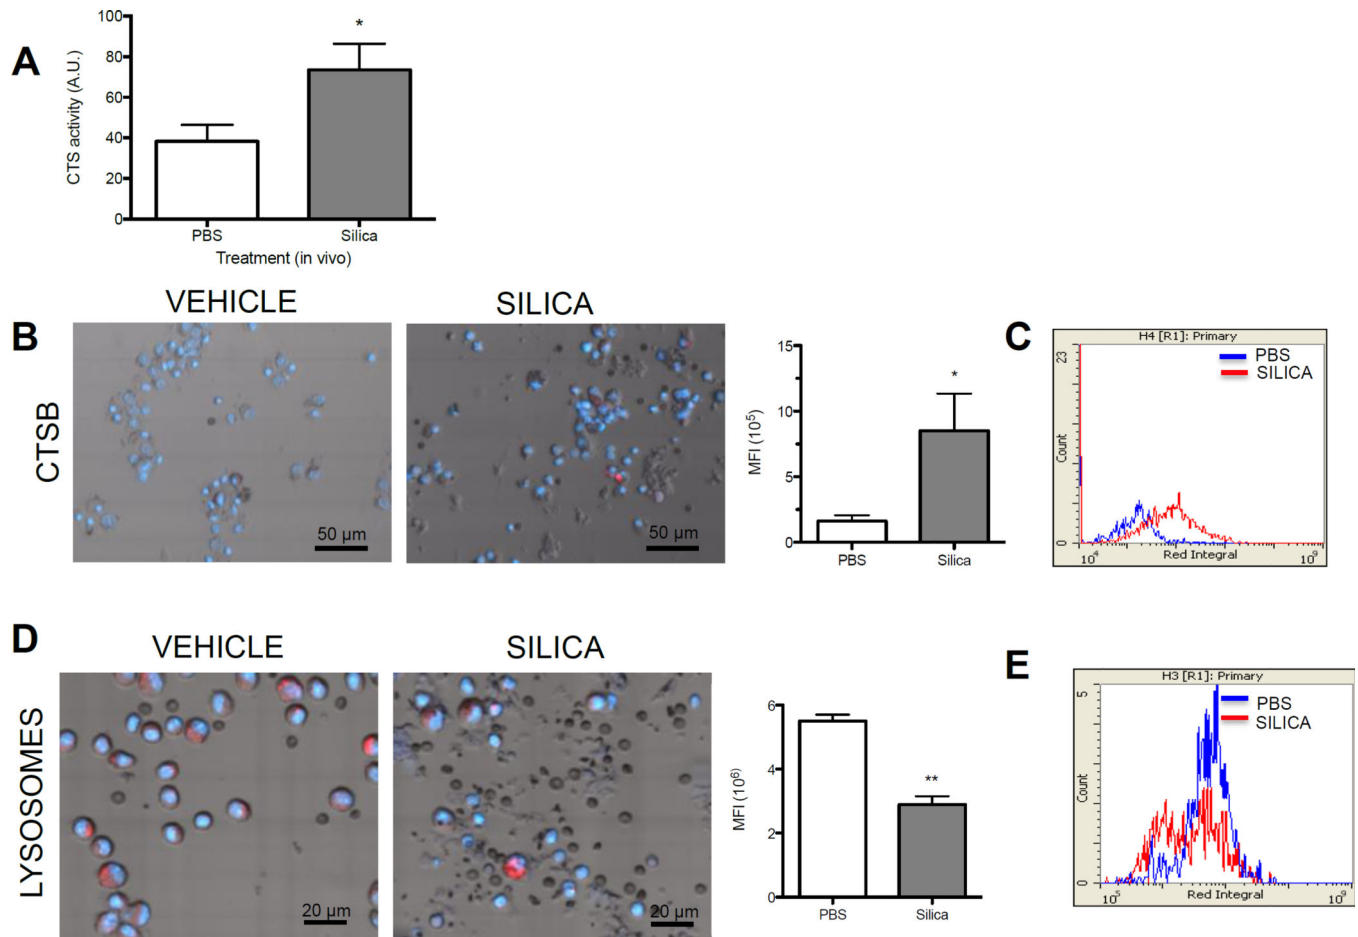 A
CTS activity (A.U.)
100
80
60
40
20
0
*
PBS
Silica
Treatment (in vivo)
B
VEHICLE
SILICA
CTSB
50 µm
50 µm
MFI (10⁵)
15
10
5
0
*
PBS
Silica
C
H4 [R1]: Primary
23
Count
0
PBS
SILICA
10⁴
Red Integral
10⁹
D
VEHICLE
SILICA
LYSOSOMES
20 µm
20 µm
MFI (10⁶)
6
4
2
0
**
PBS
Silica
E
H3 [R1]: Primary
5
Count
0
PBS
SILICA
10⁵
Red Integral
10⁹